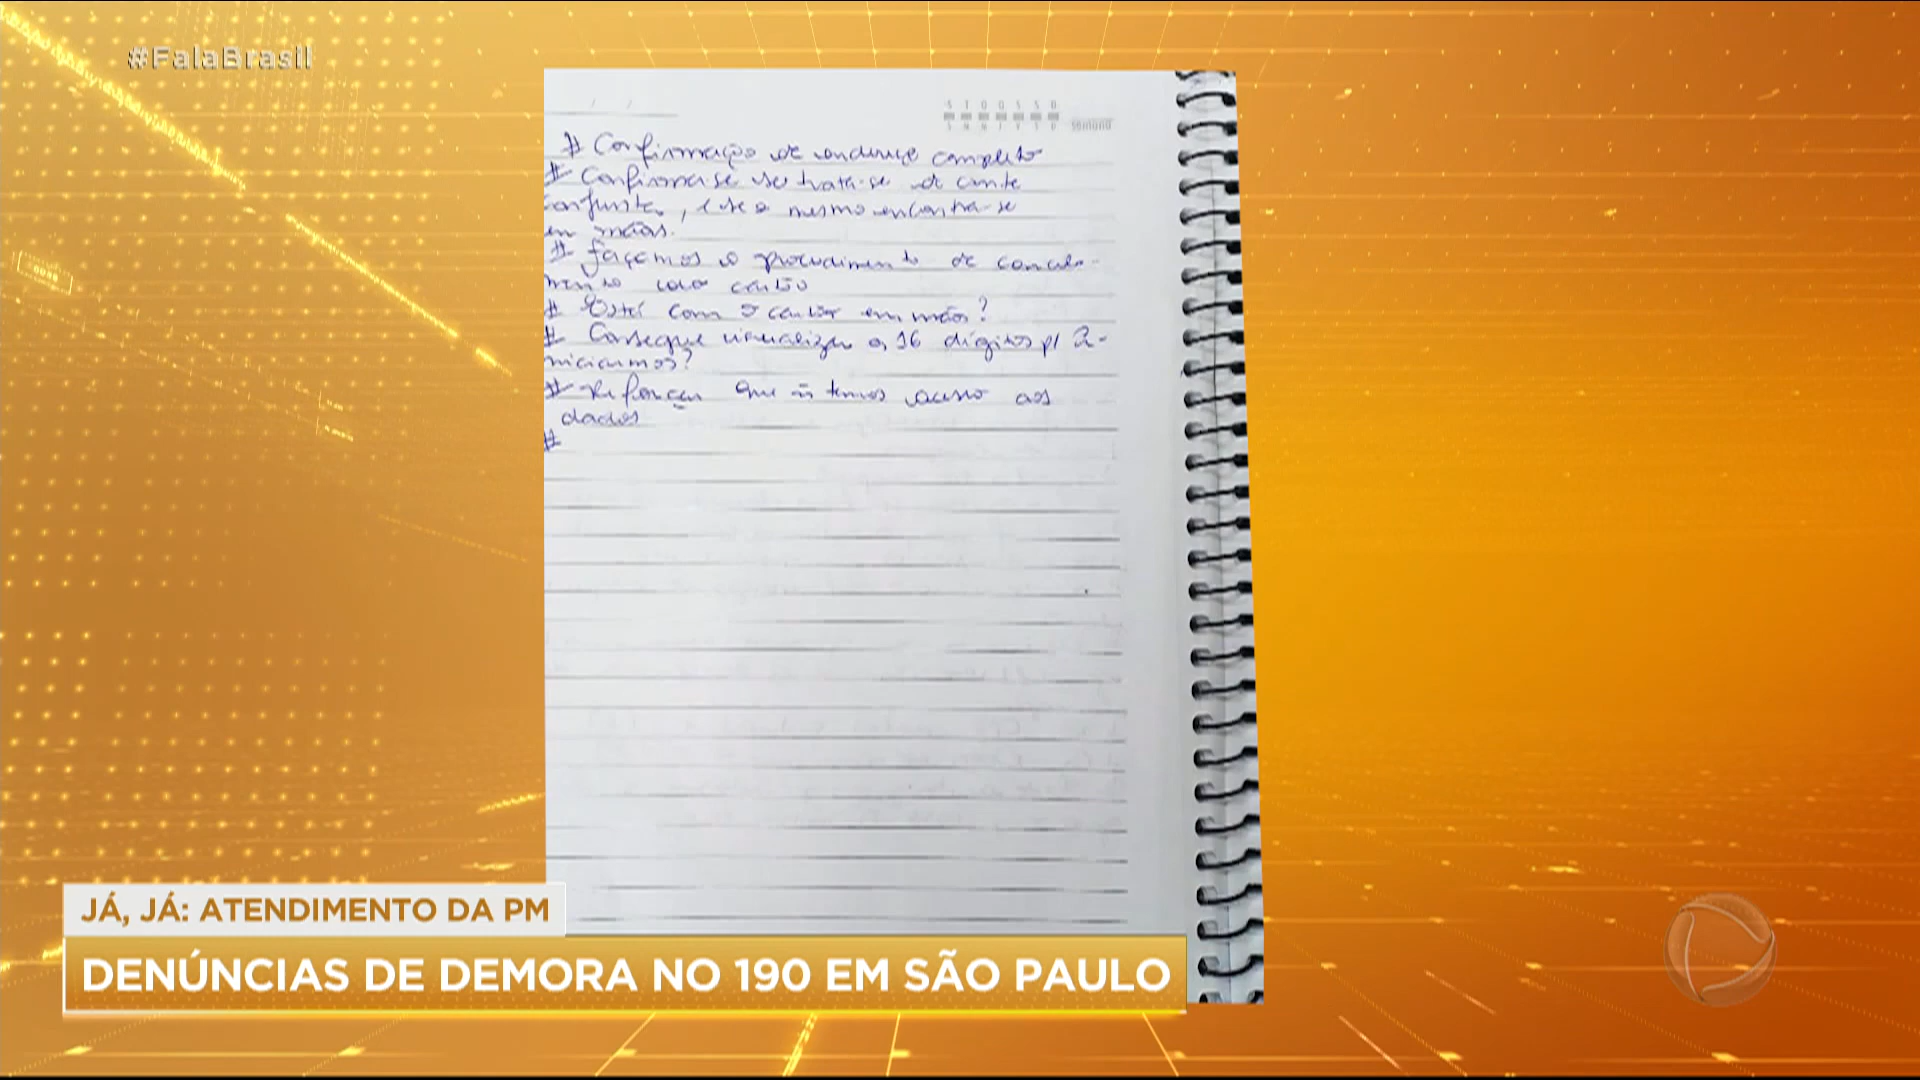 #FalaBrasil
S T Q Q S S D
S M T W T F S semana
# Confirmação de endereço completo
# Confirma-se se trata-se de conta
conjunta, e se o mesmo encontra-se
em mãos.
# façamos o procedimento de cancela-
mento do cartão
# Está com o cartão em mãos?
# Consegue visualizar os 16 dígitos p/ I-
niciarmos?
# Reforçar que ñ temos acesso aos
dados
#
JÁ, JÁ: ATENDIMENTO DA PM
DENÚNCIAS DE DEMORA NO 190 EM SÃO PAULO